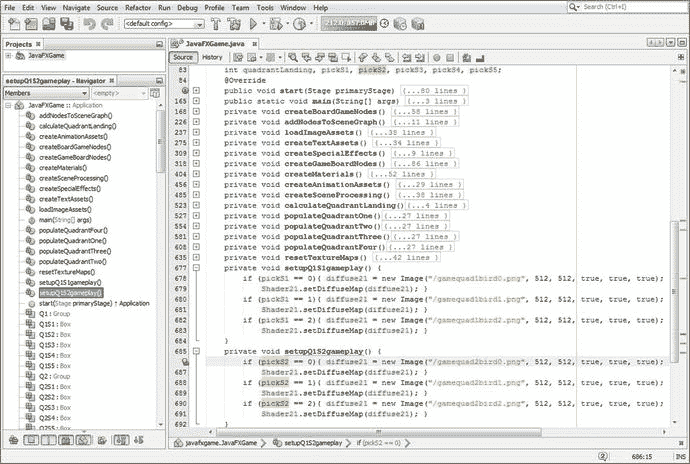 File Edit View Navigate Source Refactor Run Debug Profile Team Tools Window Help
Search (Ctrl+I)
<default config>
Projects
JavaFXGame
setupQ1S2gameplay - Navigator
Members
<empty>
JavaFXGame :: Application
addNodesToSceneGraph()
calculateQuadrantLanding()
createAnimationAssets()
createBoardGameNodes()
createGameBoardNodes()
createMaterials()
createSceneProcessing()
createSpecialEffects()
createTextAssets()
loadImageAssets()
main(String[] args)
populateQuadrantFour()
populateQuadrantOne()
populateQuadrantThree()
populateQuadrantTwo()
resetTextureMaps()
setupQ1S1gameplay()
setupQ1S2gameplay()
start(Stage primaryStage) ↑ Application
Q1 : Group
Q1S1 : Box
Q1S2 : Box
Q1S3 : Box
Q1S4 : Box
Q1S5 : Box
Q2 : Group
Q2S1 : Box
Q2S2 : Box
Q2S3 : Box
Q2S4 : Box
Q2S5 : Box
JavaFXGame.java
Source History
83 int quadrantLanding, pickS1, pickS2, pickS3, pickS4, pickS5;
84 @Override
public void start(Stage primaryStage) {...80 lines }
165 public static void main(String[] args) {...3 lines }
168 private void createBoardGameNodes() {...58 lines }
226 private void addNodesToSceneGraph() {...11 lines }
237 private void loadImageAssets() {...38 lines }
275 private void createTextAssets() {...34 lines }
309 private void createSpecialEffects() {...9 lines }
318 private void createGameBoardNodes() {...86 lines }
404 private void createMaterials() {...52 lines }
456 private void createAnimationAssets() {...29 lines }
485 private void createSceneProcessing() {...38 lines }
523 private void calculateQuadrantLanding() {...4 lines }
527 private void populateQuadrantOne() {...27 lines }
554 private void populateQuadrantTwo() {...27 lines }
581 private void populateQuadrantThree() {...27 lines }
608 private void populateQuadrantFour() {...27 lines }
635 private void resetTextureMaps() {...42 lines }
677 private void setupQ1S1gameplay() {
678 if (pickS1 == 0){ diffuse21 = new Image("/gamequad1bird0.png", 512, 512, true, true, true);
679 Shader21.setDiffuseMap(diffuse21); }
680 if (pickS1 == 1){ diffuse21 = new Image("/gamequad1bird1.png", 512, 512, true, true, true);
681 Shader21.setDiffuseMap(diffuse21); }
682 if (pickS1 == 2){ diffuse21 = new Image("/gamequad1bird2.png", 512, 512, true, true, true);
683 Shader21.setDiffuseMap(diffuse21); }
684 }
685 private void setupQ1S2gameplay() {
if (pickS2 == 0){ diffuse21 = new Image("/gamequad2bird0.png", 512, 512, true, true, true);
687 Shader21.setDiffuseMap(diffuse21); }
688 if (pickS2 == 1){ diffuse21 = new Image("/gamequad2bird1.png", 512, 512, true, true, true);
689 Shader21.setDiffuseMap(diffuse21); }
690 if (pickS2 == 2){ diffuse21 = new Image("/gamequad2bird2.png", 512, 512, true, true, true);
691 Shader21.setDiffuseMap(diffuse21); }
692 }
javafxgame.JavaFXGame setupQ1S2gameplay if (pickS2 == 0)
686:15 INS